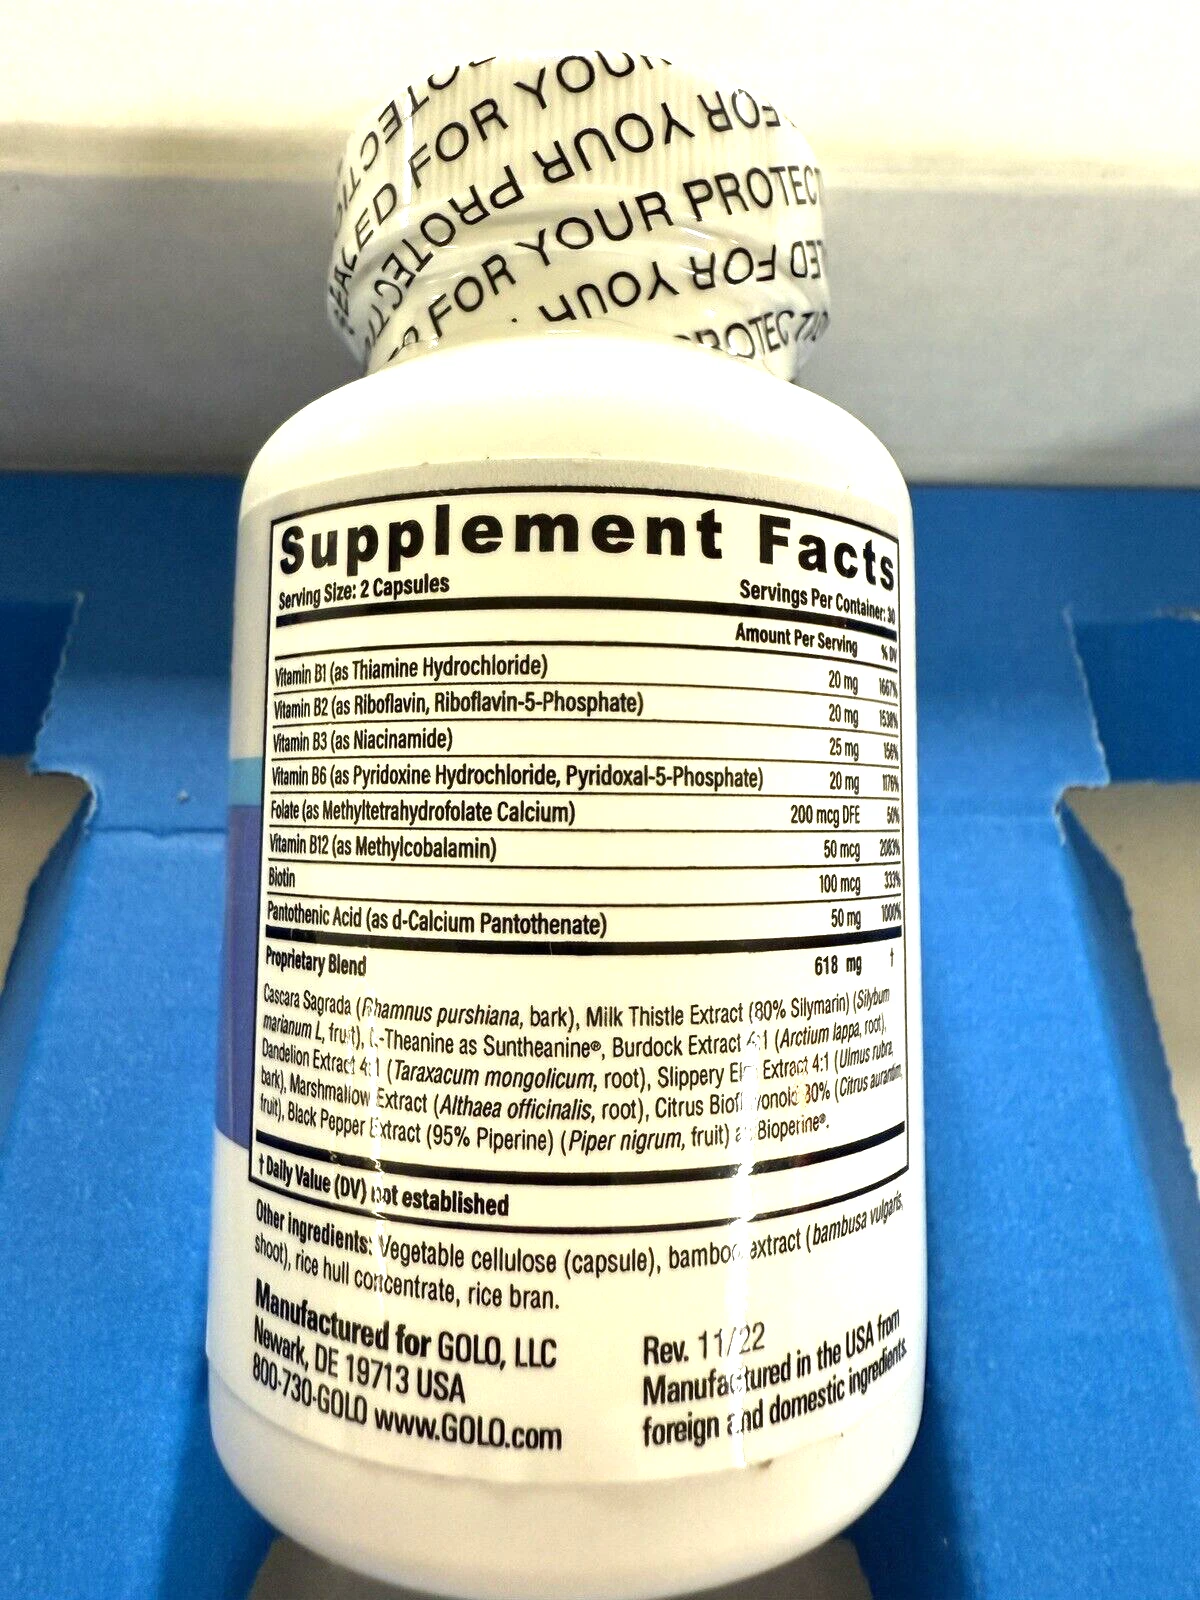 OTECT
SEALED FOR YOUR
FOR YOUR PROTECT
FOR YOUR PROTECT
LED FOR YOUR
PROTECT
Supplement Facts
Serving Size: 2 Capsules Servings Per Container: 30
Amount Per Serving % DV
Vitamin B1 (as Thiamine Hydrochloride) 20 mg 1667%
Vitamin B2 (as Riboflavin, Riboflavin-5-Phosphate) 20 mg 1538%
Vitamin B3 (as Niacinamide) 25 mg 156%
Vitamin B6 (as Pyridoxine Hydrochloride, Pyridoxal-5-Phosphate) 20 mg 1176%
Folate (as Methyltetrahydrofolate Calcium) 200 mcg DFE 50%
Vitamin B12 (as Methylcobalamin) 50 mcg 2083%
Biotin 100 mcg 333%
Pantothenic Acid (as d-Calcium Pantothenate) 50 mg 1000%
Proprietary Blend 618 mg †
Cascara Sagrada (Rhamnus purshiana, bark), Milk Thistle Extract (80% Silymarin) (Silybum
marianum L, fruit), L-Theanine as Suntheanine®, Burdock Extract 4:1 (Arctium lappa, root),
Dandelion Extract 4:1 (Taraxacum mongolicum, root), Slippery Elm Extract 4:1 (Ulmus rubra,
bark), Marshmallow Extract (Althaea officinalis, root), Citrus Bioflavonoid 80% (Citrus aurantium,
fruit), Black Pepper Extract (95% Piperine) (Piper nigrum, fruit) as Bioperine®.
† Daily Value (DV) not established
Other ingredients: Vegetable cellulose (capsule), bamboo extract (bambusa vulgaris,
shoot), rice hull concentrate, rice bran.
Manufactured for GOLO, LLC
Newark, DE 19713 USA
800-730-GOLO www.GOLO.com
Rev. 11/22
Manufactured in the USA from
foreign and domestic ingredients.